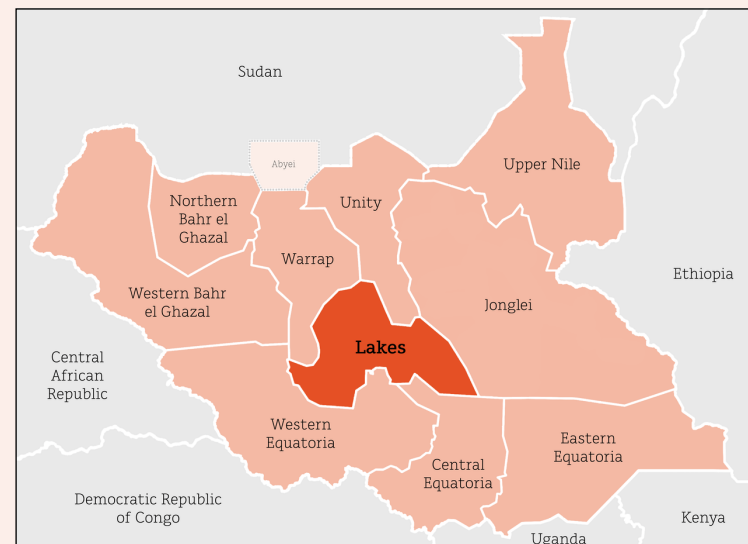 Sudan
Abyei
Upper Nile
Northern
Bahr el
Ghazal
Unity
Warrap
Ethiopia
Western Bahr
el Ghazal
Jonglei
Lakes
Central
African
Republic
Western
Equatoria
Eastern
Equatoria
Central
Equatoria
Democratic Republic
of Congo
Kenya
Uganda